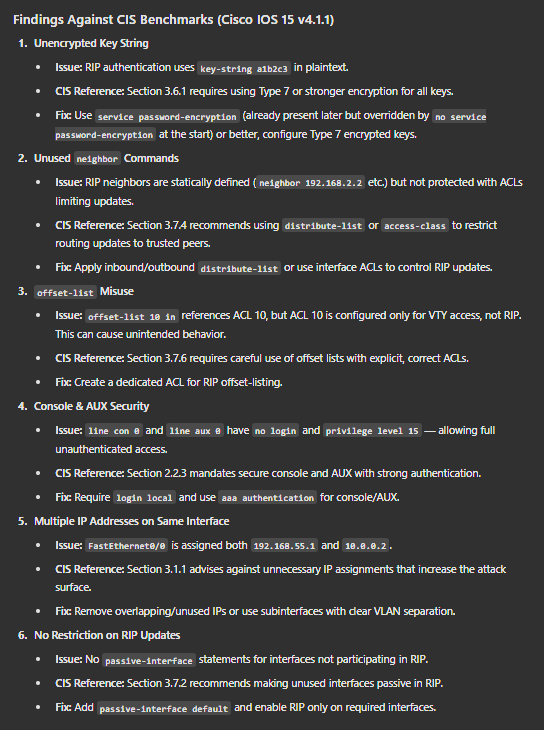 Findings Against CIS Benchmarks (Cisco IOS 15 v4.1.1)
1. Unencrypted Key String
• Issue: RIP authentication uses key-string a1b2c3 in plaintext.
• CIS Reference: Section 3.6.1 requires using Type 7 or stronger encryption for all keys.
• Fix: Use service password-encryption (already present later but overridden by no service
password-encryption at the start) or better, configure Type 7 encrypted keys.
2. Unused neighbor Commands
• Issue: RIP neighbors are statically defined (neighbor 192.168.2.2 etc.) but not protected with ACLs
limiting updates.
• CIS Reference: Section 3.7.4 recommends using distribute-list or access-class to restrict
routing updates to trusted peers.
• Fix: Apply inbound/outbound distribute-list or use interface ACLs to control RIP updates.
3. offset-list Misuse
• Issue: offset-list 10 in references ACL 10, but ACL 10 is configured only for VTY access, not RIP.
This can cause unintended behavior.
• CIS Reference: Section 3.7.6 requires careful use of offset lists with explicit, correct ACLs.
• Fix: Create a dedicated ACL for RIP offset-listing.
4. Console & AUX Security
• Issue: line con 0 and line aux 0 have no login and privilege level 15 — allowing full
unauthenticated access.
• CIS Reference: Section 2.2.3 mandates secure console and AUX with strong authentication.
• Fix: Require login local and use aaa authentication for console/AUX.
5. Multiple IP Addresses on Same Interface
• Issue: FastEthernet0/0 is assigned both 192.168.55.1 and 10.0.0.2.
• CIS Reference: Section 3.1.1 advises against unnecessary IP assignments that increase the attack
surface.
• Fix: Remove overlapping/unused IPs or use subinterfaces with clear VLAN separation.
6. No Restriction on RIP Updates
• Issue: No passive-interface statements for interfaces not participating in RIP.
• CIS Reference: Section 3.7.2 recommends making unused interfaces passive in RIP.
• Fix: Add passive-interface default and enable RIP only on required interfaces.